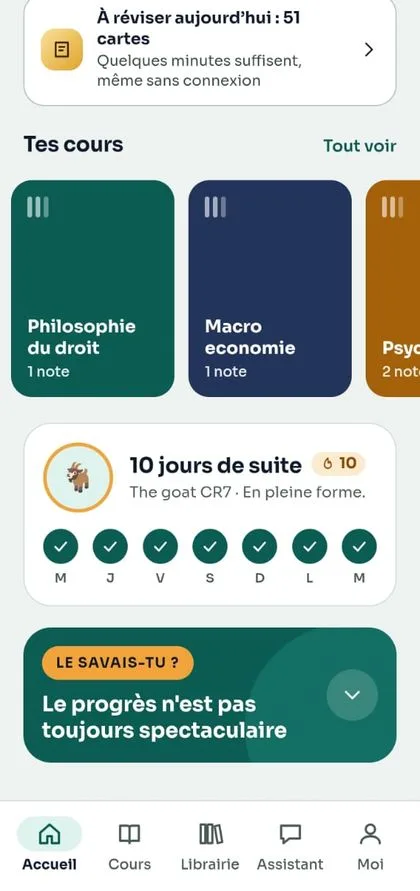 À réviser aujourd’hui : 51
cartes
Quelques minutes suffisent,
même sans connexion
Tes cours
Tout voir
Philosophie
du droit
1 note
Macro
economie
1 note
2 note
10 jours de suite
10
The goat CR7 · En pleine forme.
M J V S D L M
LE SAVAIS-TU ?
Le progrès n'est pas
toujours spectaculaire
Accueil Cours Librairie Assistant Moi